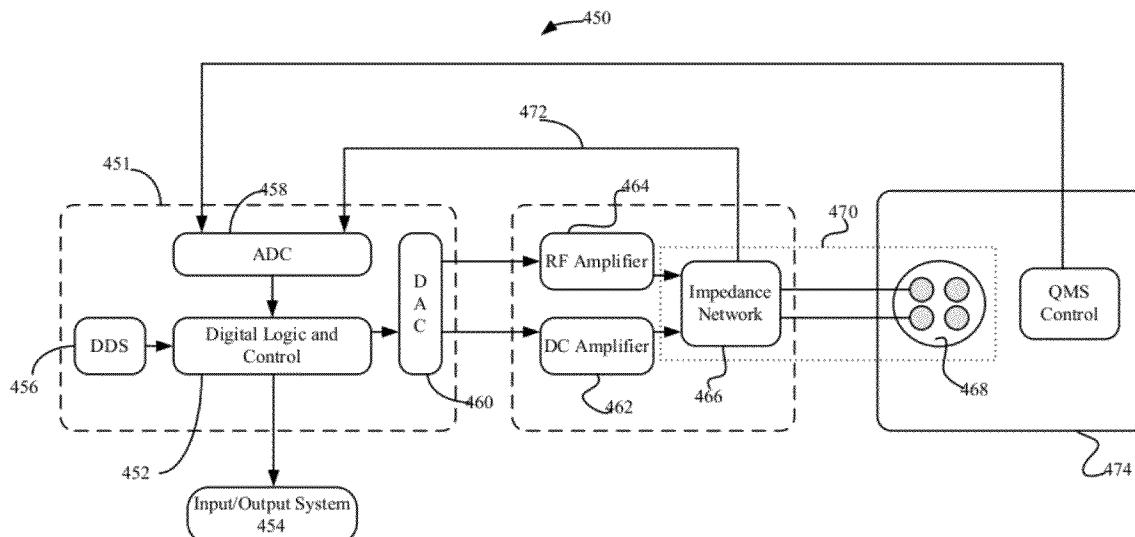 450
472
451
458
464
470
ADC
RF Amplifier
D
A
C
Impedance
Network
QMS
Control
DDS
Digital Logic and
Control
DC Amplifier
456
460
462
466
468
452
474
Input/Output System
454